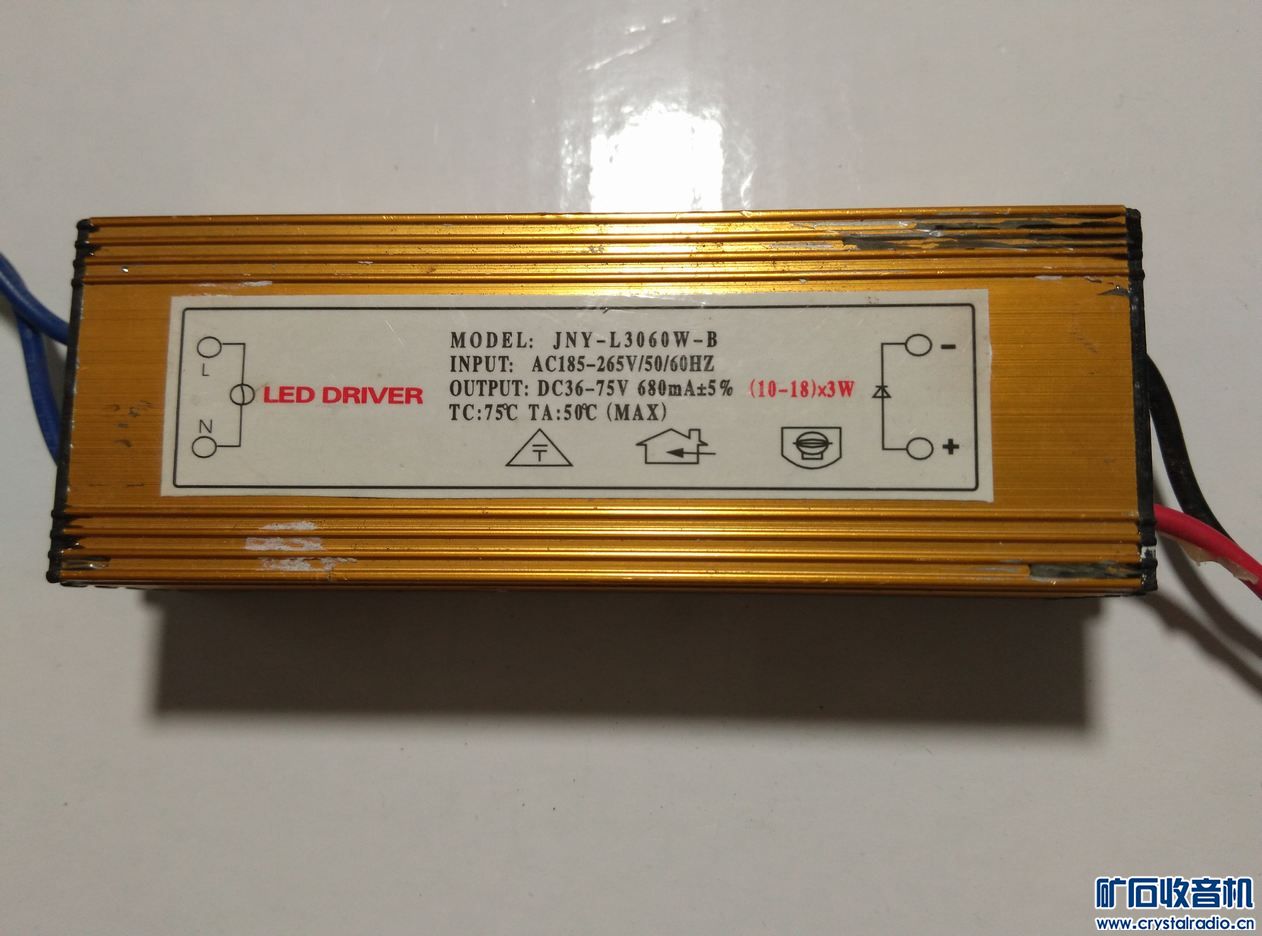 MODEL: JNY-L3060W-B
INPUT: AC185-265V/50/60HZ
LED DRIVER OUTPUT: DC36-75V 680mA±5% (10-18)x3W
TC:75℃ TA:50℃ (MAX)
L
N
-
+
矿石收音机
www.crystalradio.cn